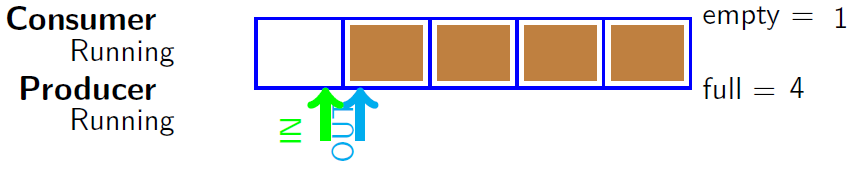 Consumer
Running
Producer
Running
empty = 1
full = 4
IN
OUT